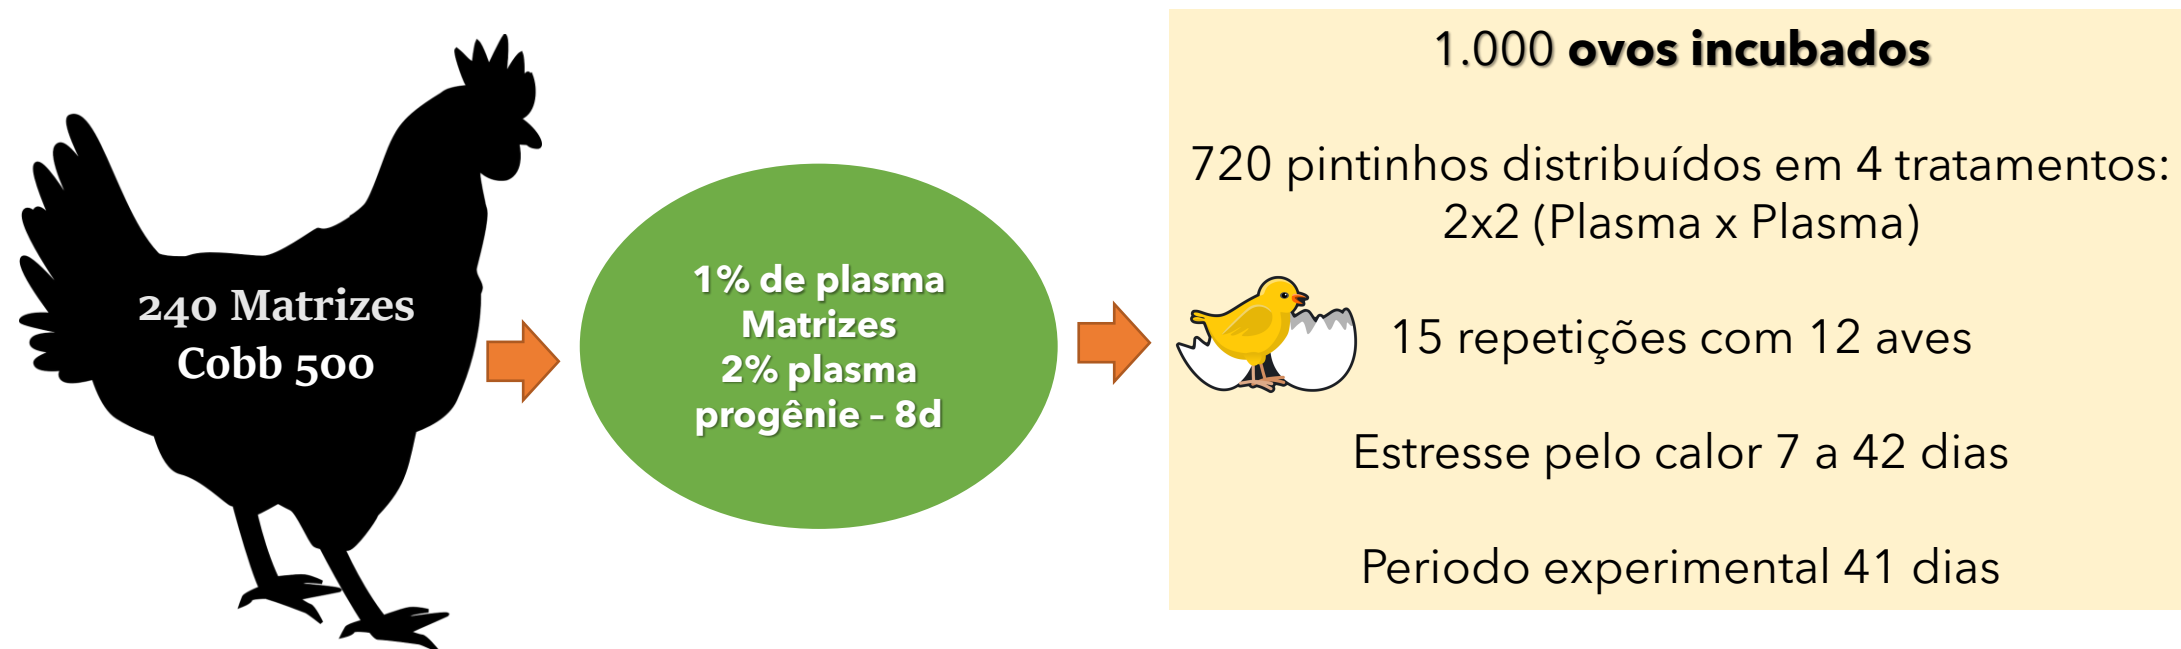 240 Matrizes
Cobb 500
1% de plasma
Matrizes
2% plasma
progênie – 8d
1.000 ovos incubados
720 pintinhos distribuídos em 4 tratamentos:
2x2 (Plasma x Plasma)
15 repetições com 12 aves
Estresse pelo calor 7 a 42 dias
Periodo experimental 41 dias